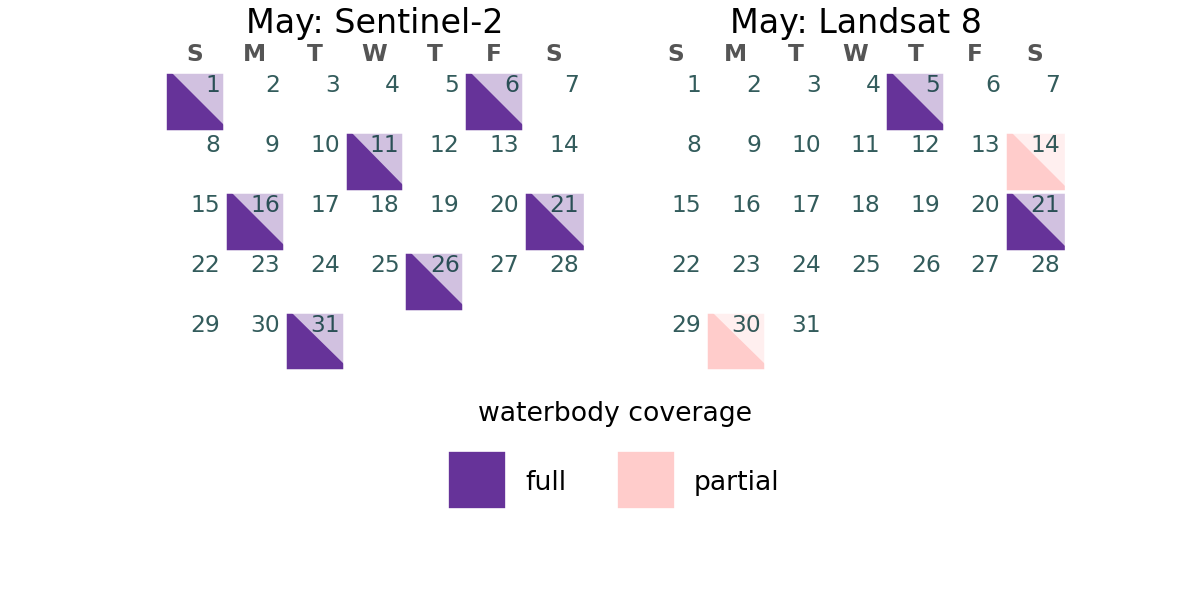 May: Sentinel-2
S M T W T F S
1 2 3 4 5 6 7
8 9 10 11 12 13 14
15 16 17 18 19 20 21
22 23 24 25 26 27 28
29 30 31
May: Landsat 8
S M T W T F S
1 2 3 4 5 6 7
8 9 10 11 12 13 14
15 16 17 18 19 20 21
22 23 24 25 26 27 28
29 30 31
waterbody coverage
full
partial